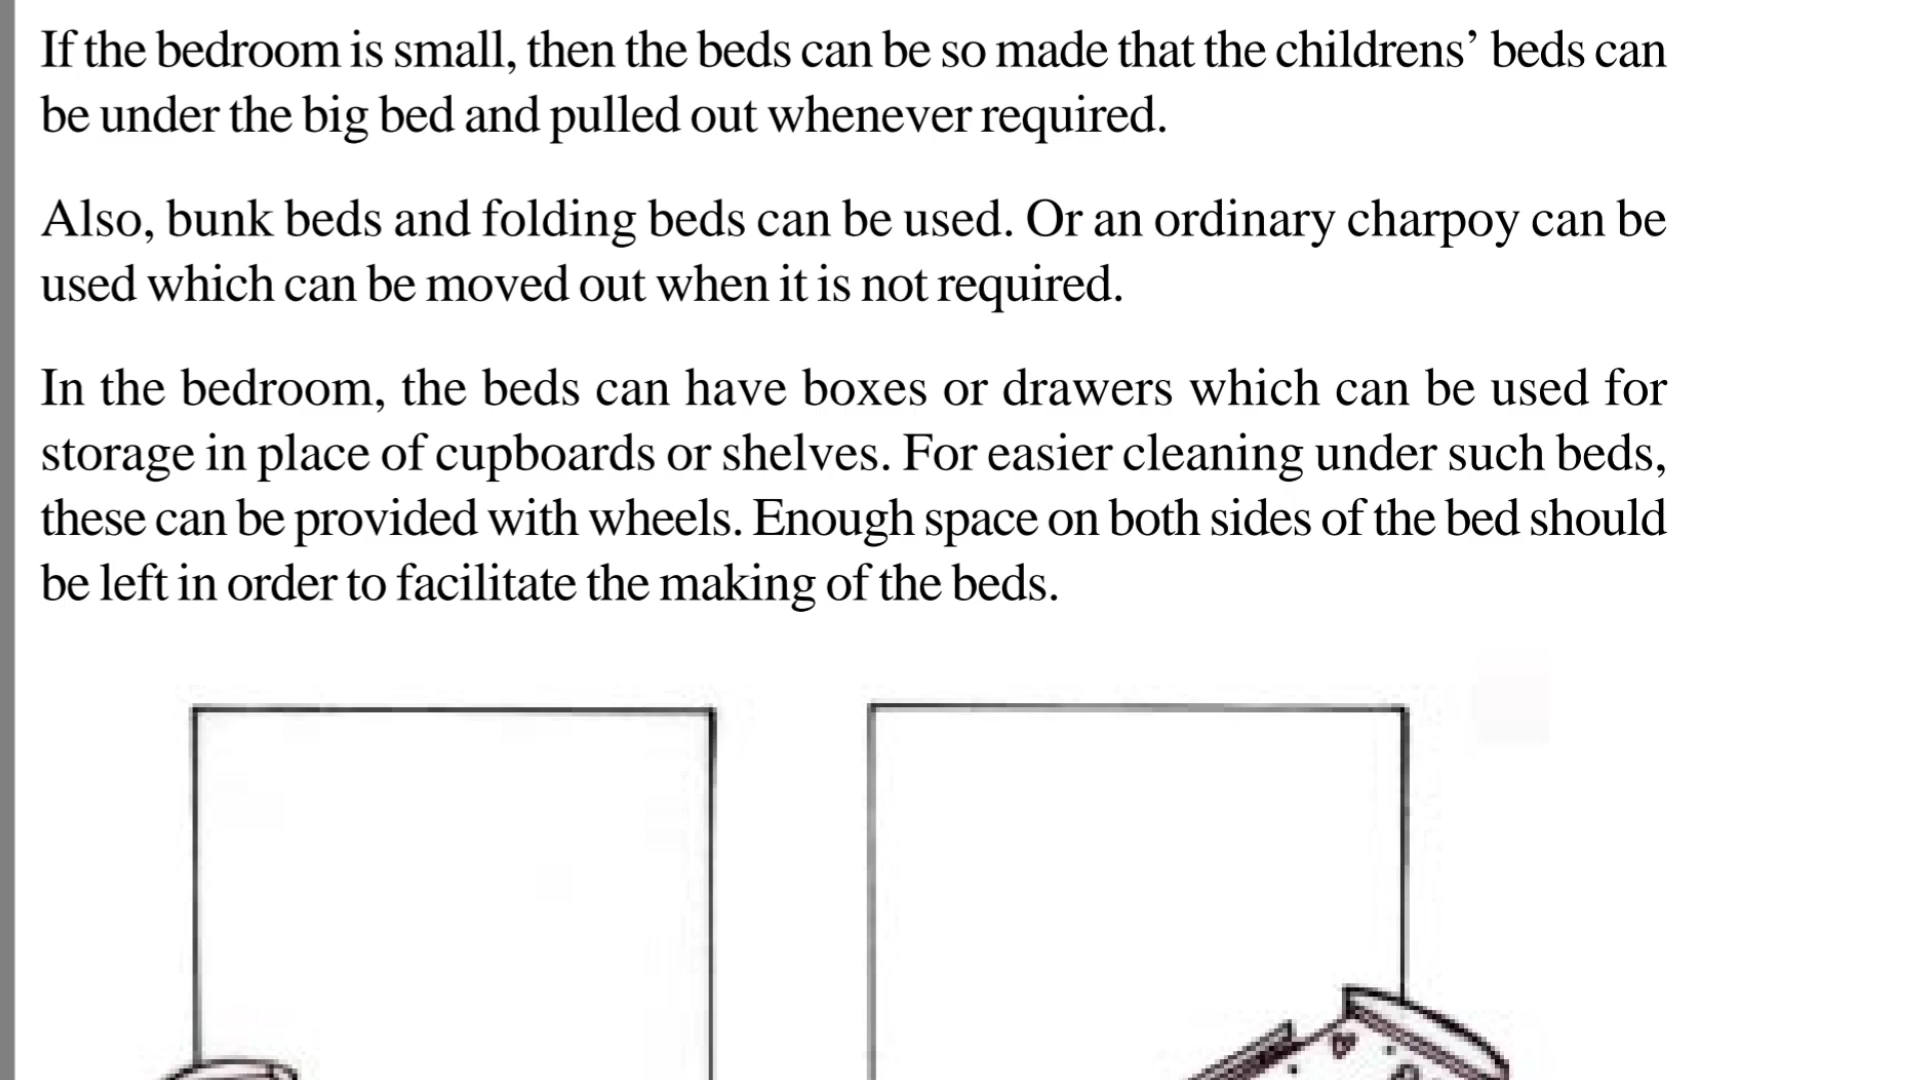 If the bedroom is small, then the beds can be so made that the childrens’ beds can
be under the big bed and pulled out whenever required.
Also, bunk beds and folding beds can be used. Or an ordinary charpoy can be
used which can be moved out when it is not required.
In the bedroom, the beds can have boxes or drawers which can be used for
storage in place of cupboards or shelves. For easier cleaning under such beds,
these can be provided with wheels. Enough space on both sides of the bed should
be left in order to facilitate the making of the beds.